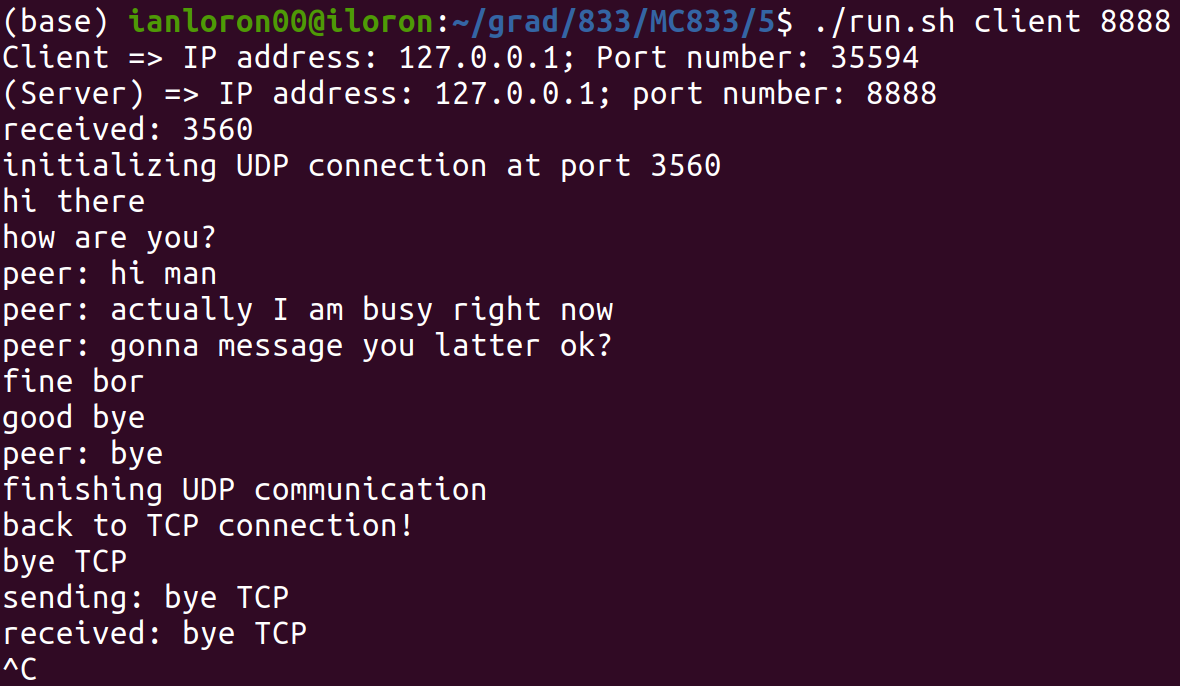 (base) ianloron00@iloron:~/grad/833/MC833/5$ ./run.sh client 8888
Client => IP address: 127.0.0.1; Port number: 35594
(Server) => IP address: 127.0.0.1; port number: 8888
received: 3560
initializing UDP connection at port 3560
hi there
how are you?
peer: hi man
peer: actually I am busy right now
peer: gonna message you latter ok?
fine bor
good bye
peer: bye
finishing UDP communication
back to TCP connection!
bye TCP
sending: bye TCP
received: bye TCP
^C